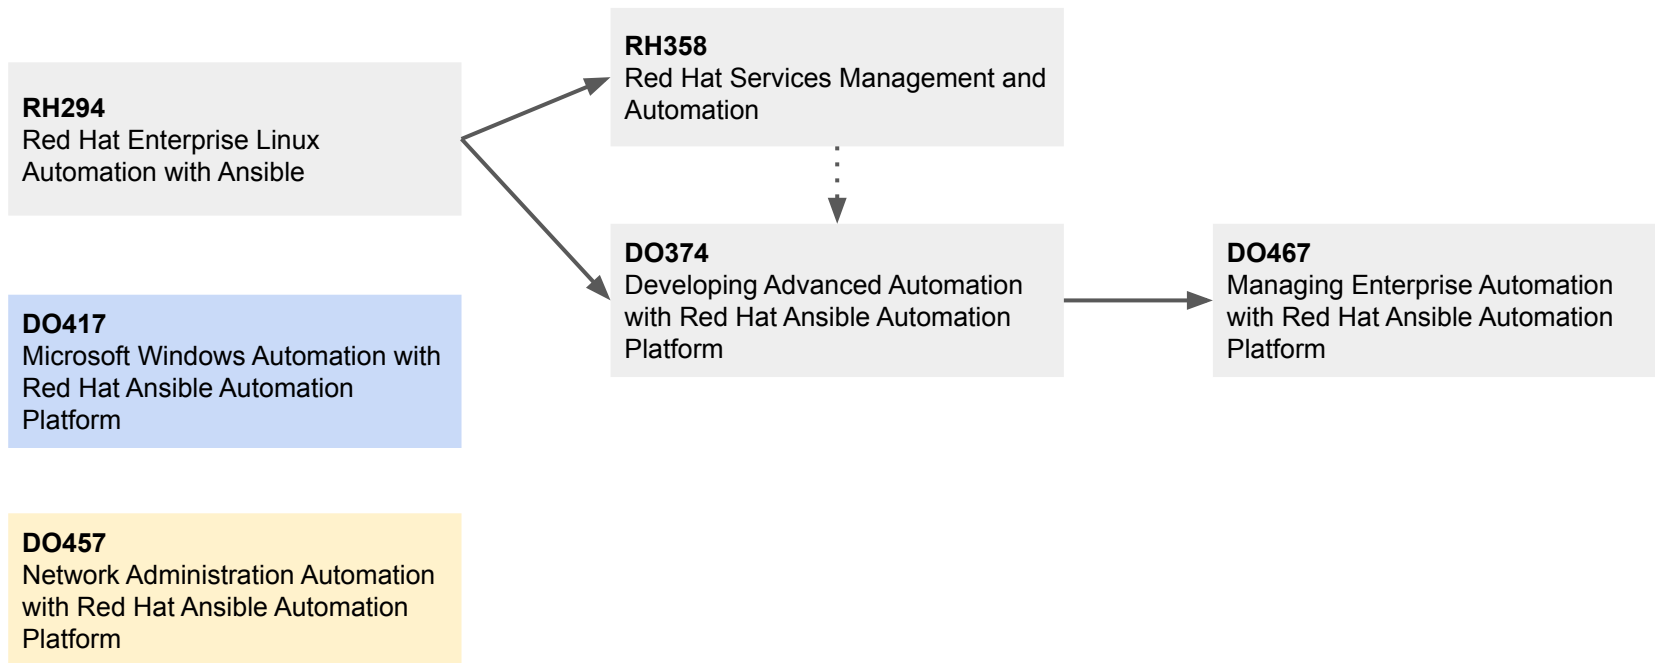 RH294
Red Hat Enterprise Linux
Automation with Ansible
RH358
Red Hat Services Management and
Automation
DO374
Developing Advanced Automation
with Red Hat Ansible Automation
Platform
DO467
Managing Enterprise Automation
with Red Hat Ansible Automation
Platform
DO417
Microsoft Windows Automation with
Red Hat Ansible Automation
Platform
DO457
Network Administration Automation
with Red Hat Ansible Automation
Platform